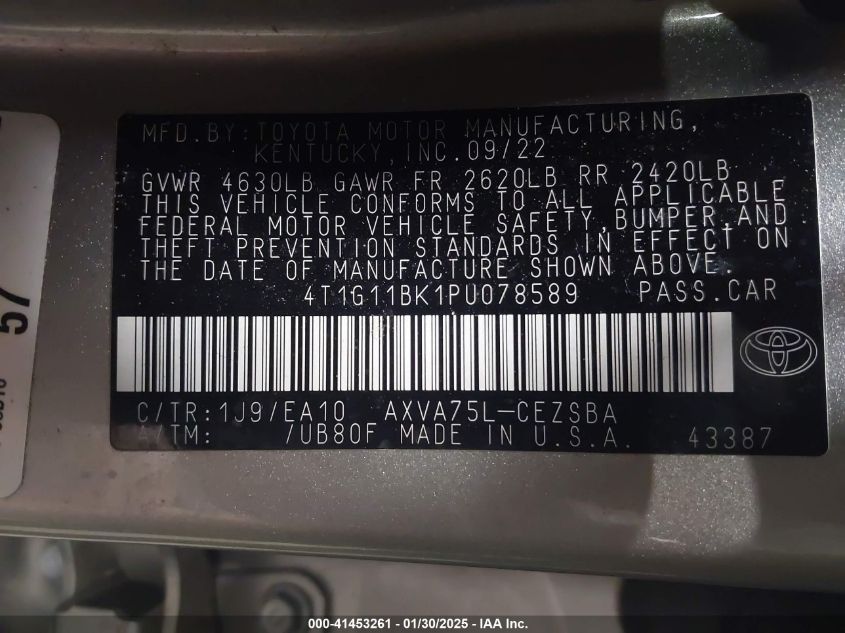 MFD.BY:TOYOTA MOTOR MANUFACTURING,
KENTUCKY,INC.09/22
GVWR 4630LB GAWR FR 2620LB RR 2420LB
THIS VEHICLE CONFORMS TO ALL APPLICABLE
FEDERAL MOTOR VEHICLE SAFETY,BUMPER,AND
THEFT PREVENTION STANDARDS IN EFFECT ON
THE DATE OF MANUFACTURE SHOWN ABOVE.
4T1G11BK1PU078589 PASS.CAR
C/TR:1J9/EA10 AXVA75L-CEZSBA
A/TM: /UB80F MADE IN U.S.A. 43387
57
000-41453261 - 01/30/2025 - IAA Inc.